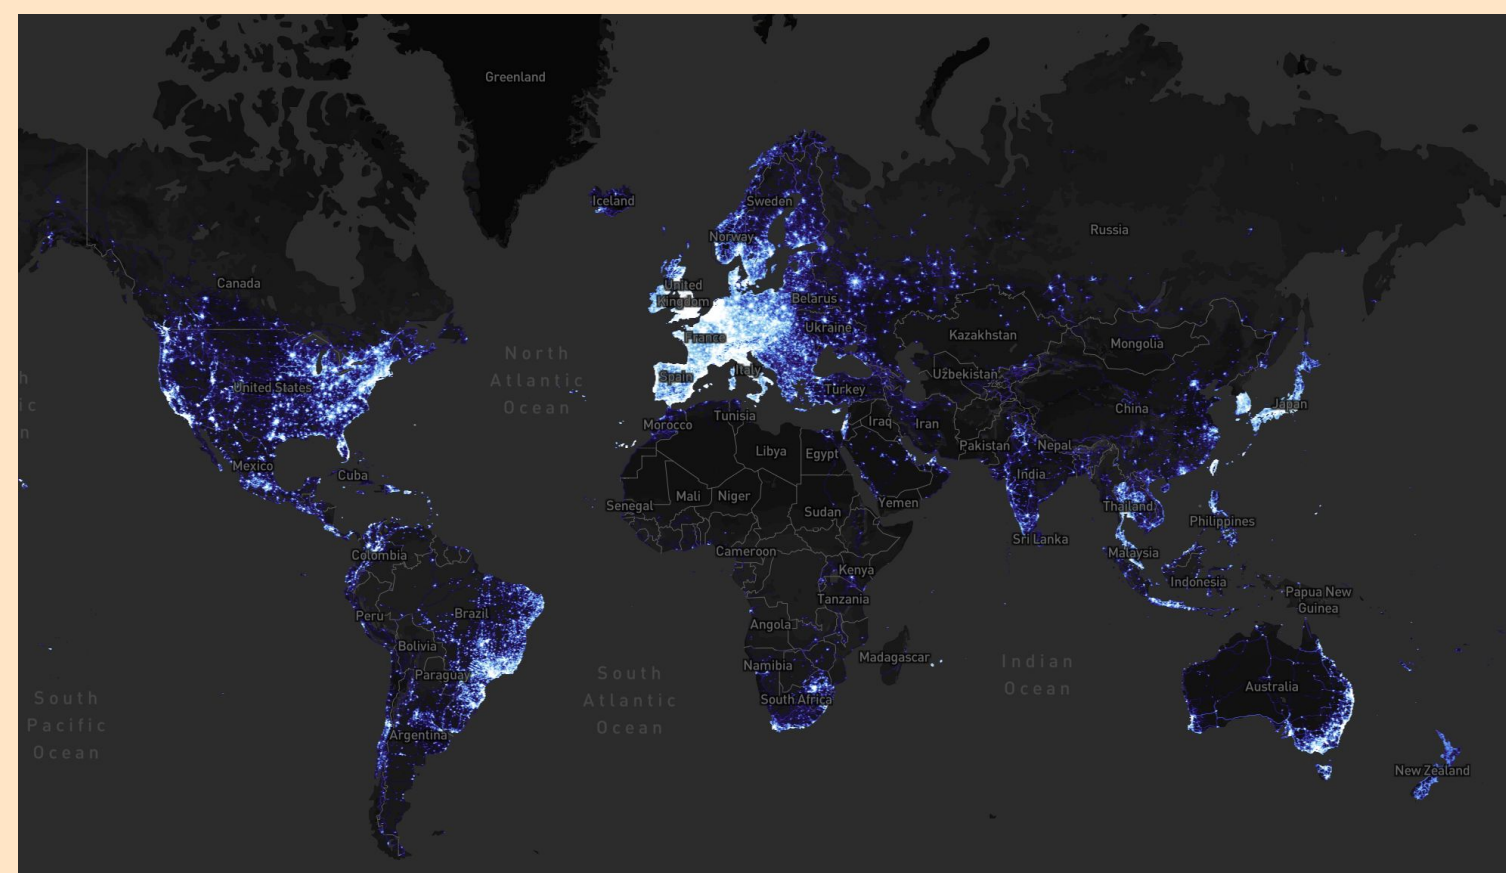 Greenland
Iceland
Sweden
Norway
Russia
Canada
United
Kingdom
Belarus
Ukraine
France
Kazakhstan
Mongolia
North
Atlantic
Ocean
United States
Spain
Italy
Uzbekistan
Turkey
China
Japan
Morocco
Tunisia
Iraq
Iran
Pakistan
Nepal
Mexico
Cuba
Libya
Egypt
India
Senegal
Mali
Niger
Sudan
Yemen
Thailand
Philippines
Sri Lanka
Colombia
Cameroon
Kenya
Malaysia
Indonesia
Peru
Brazil
Tanzania
Papua New
Guinea
Bolivia
Angola
Madagascar
Paraguay
Namibia
Indian
Ocean
South
Atlantic
Ocean
South Africa
Australia
South
Pacific
Ocean
Argentina
New Zealand